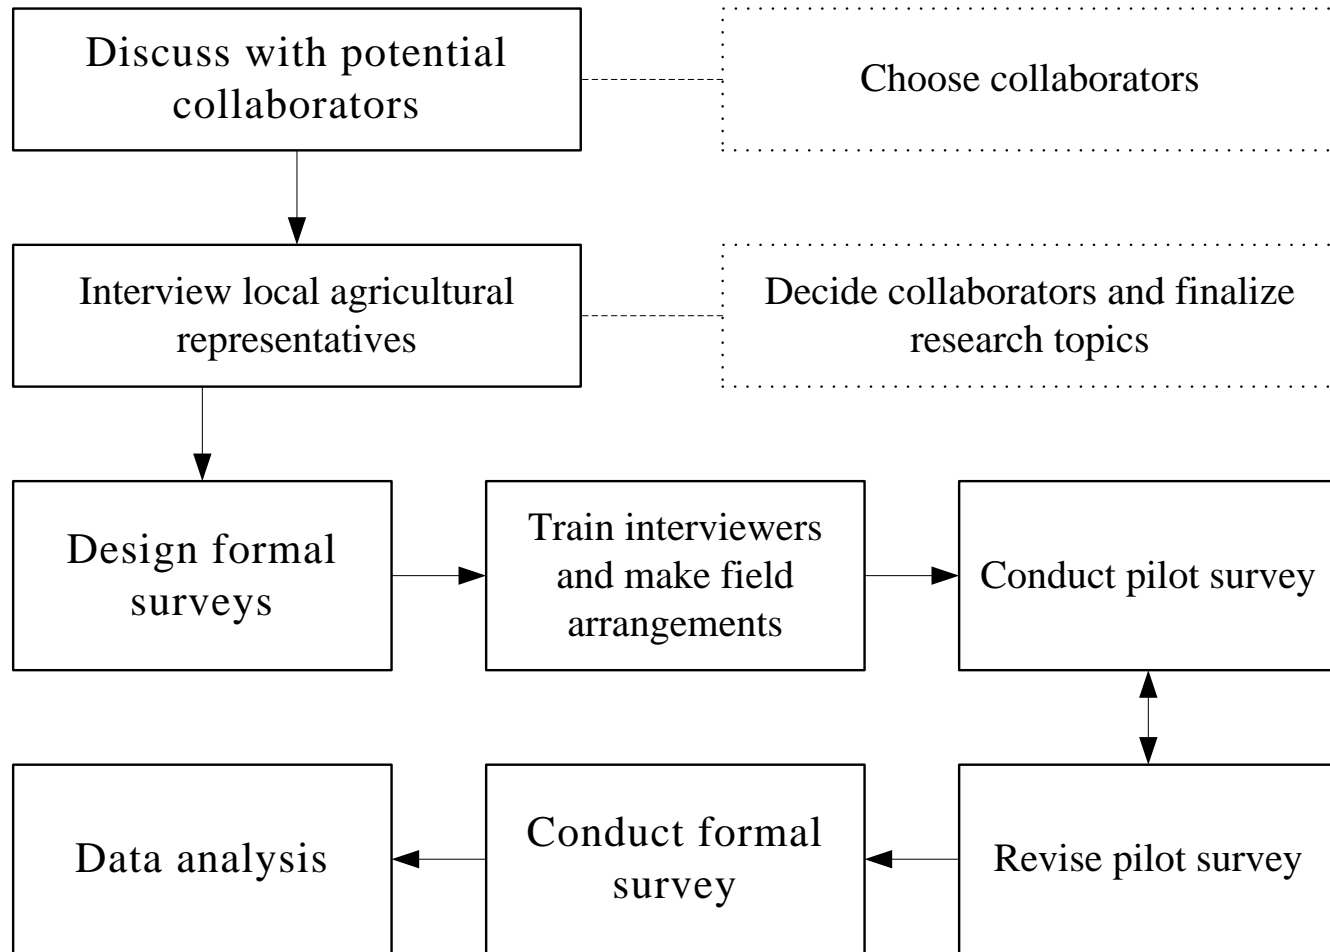 Discuss with potential
collaborators
Choose collaborators
Interview local agricultural
representatives
Decide collaborators and finalize
research topics
Design formal
surveys
Train interviewers
and make field
arrangements
Conduct pilot survey
Data analysis
Conduct formal
survey
Revise pilot survey